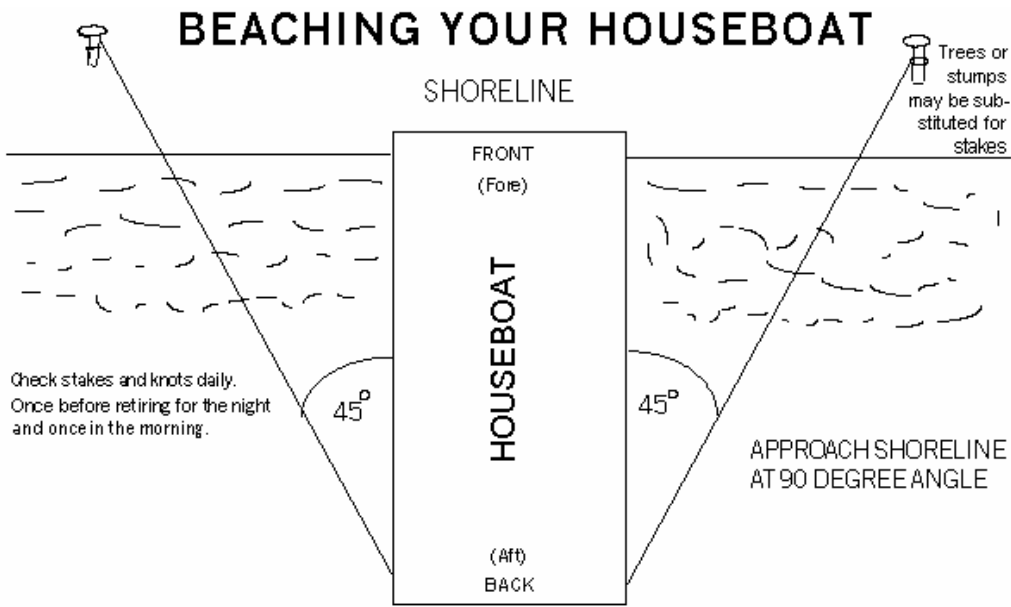 BEACHING YOUR HOUSEBOAT
SHORELINE
Trees or
stumps
may be sub-
stituted for
stakes
FRONT
(Fore)
HOUSEBOAT
Check stakes and knots daily.
Once before retiring for the night
and once in the morning.
45°
45°
APPROACH SHORELINE
AT 90 DEGREE ANGLE
(Aft)
BACK